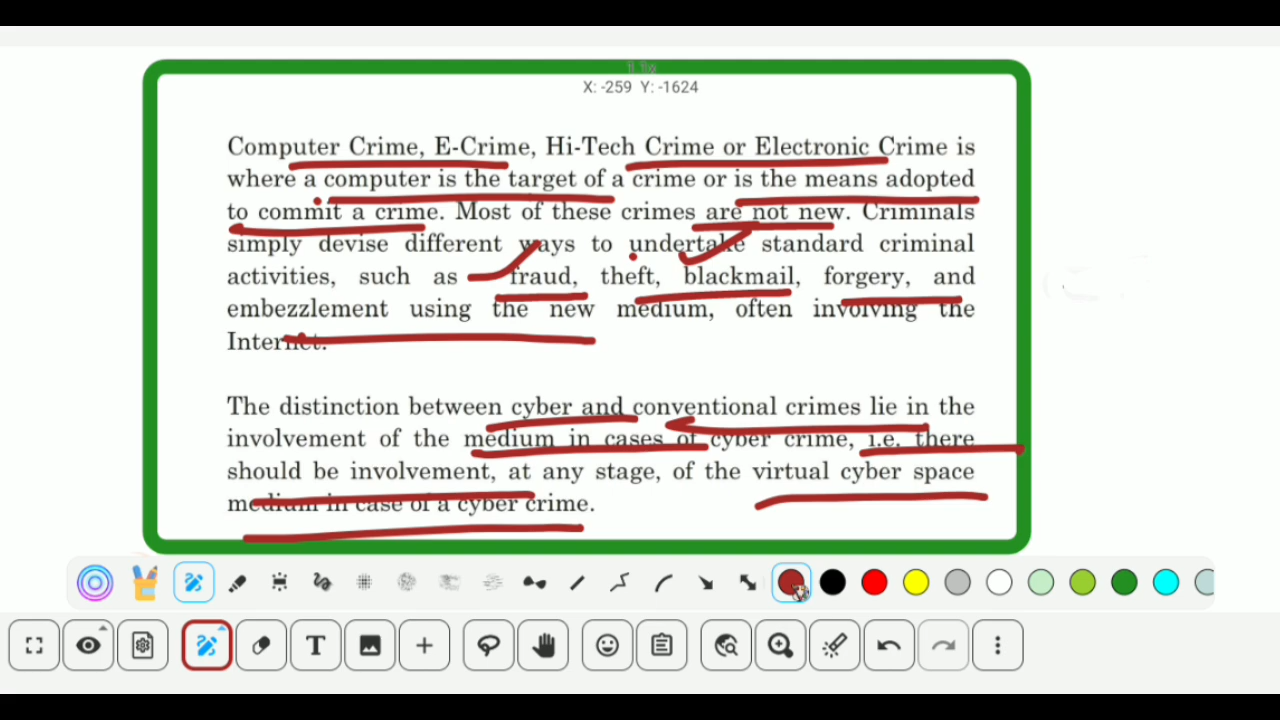 X: -259 Y: -1624
Computer Crime, E-Crime, Hi-Tech Crime or Electronic Crime is
where a computer is the target of a crime or is the means adopted
to commit a crime. Most of these crimes are not new. Criminals
simply devise different ways to undertake standard criminal
activities, such as fraud, theft, blackmail, forgery, and
embezzlement using the new medium, often involving the
Internet.
The distinction between cyber and conventional crimes lie in the
involvement of the medium in cases of cyber crime, i.e. there
should be involvement, at any stage, of the virtual cyber space
medium in case of a cyber crime.
T